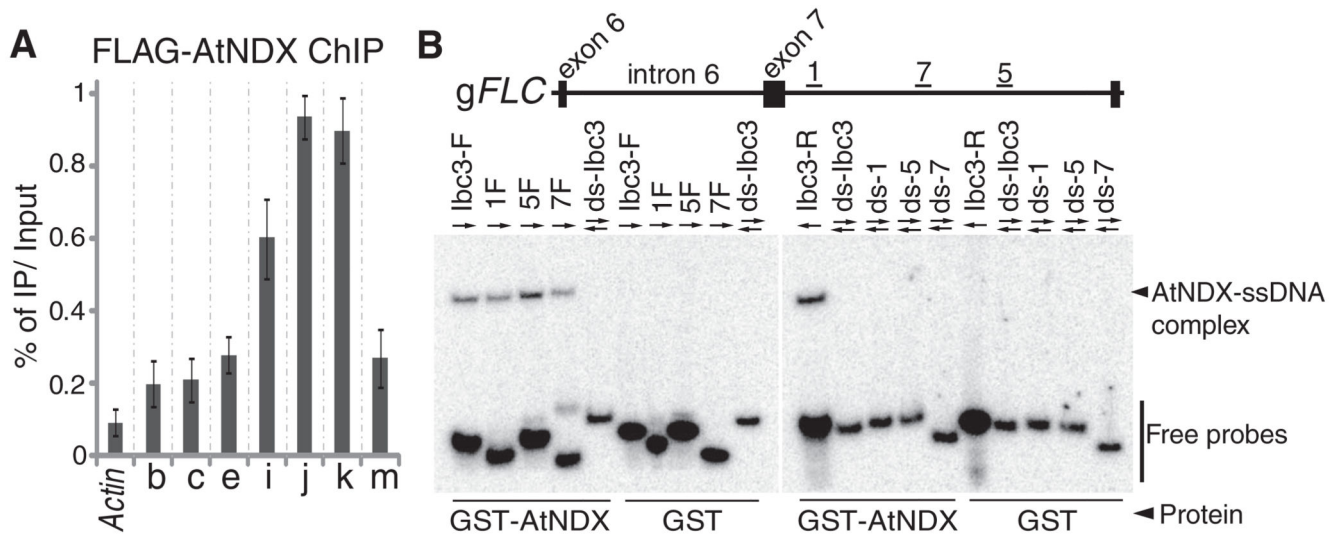 A
FLAG-AtNDX ChIP
% of IP/ Input
1
0.8
0.6
0.4
0.2
0
Actin b c e i j k m
B
exon 6
intron 6
exon 7
1 7 5
gFLC
lbc3-F 1F 5F 7F ds-lbc3 lbc3-F 1F 5F 7F ds-lbc3 lbc3-R ds-lbc3 ds-1 ds-5 ds-7 lbc3-R ds-lbc3 ds-1 ds-5 ds-7
AtNDX-ssDNA
complex
Free probes
GST-AtNDX GST GST-AtNDX GST
Protein